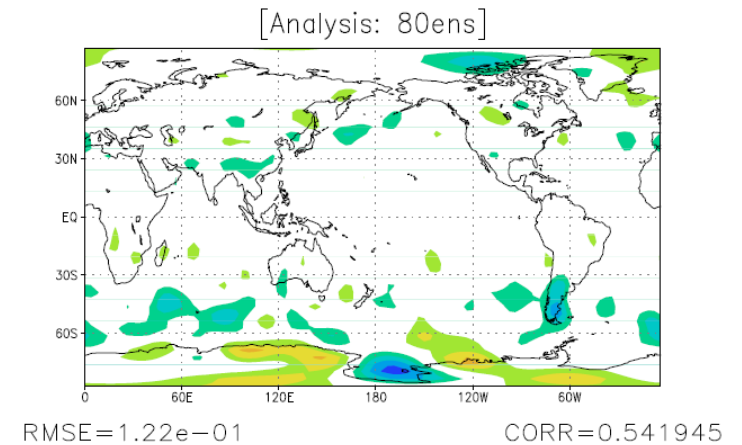 [Analysis: 80ens]
60N
30N
EQ
30S
60S
0 60E 120E 180 120W 60W
RMSE=1.22e−01 CORR=0.541945